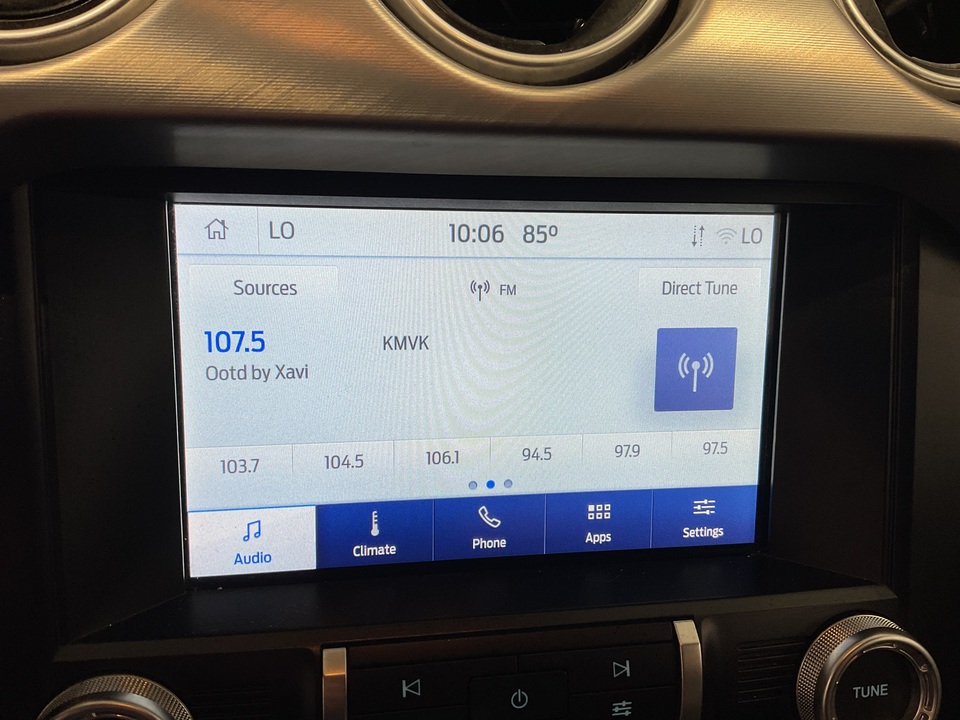 LO 10:06 85º LO
Sources FM Direct Tune
107.5 KMVK
Ootd by Xavi
103.7 104.5 106.1 94.5 97.9 97.5
Audio Climate Phone Apps Settings
TUNE